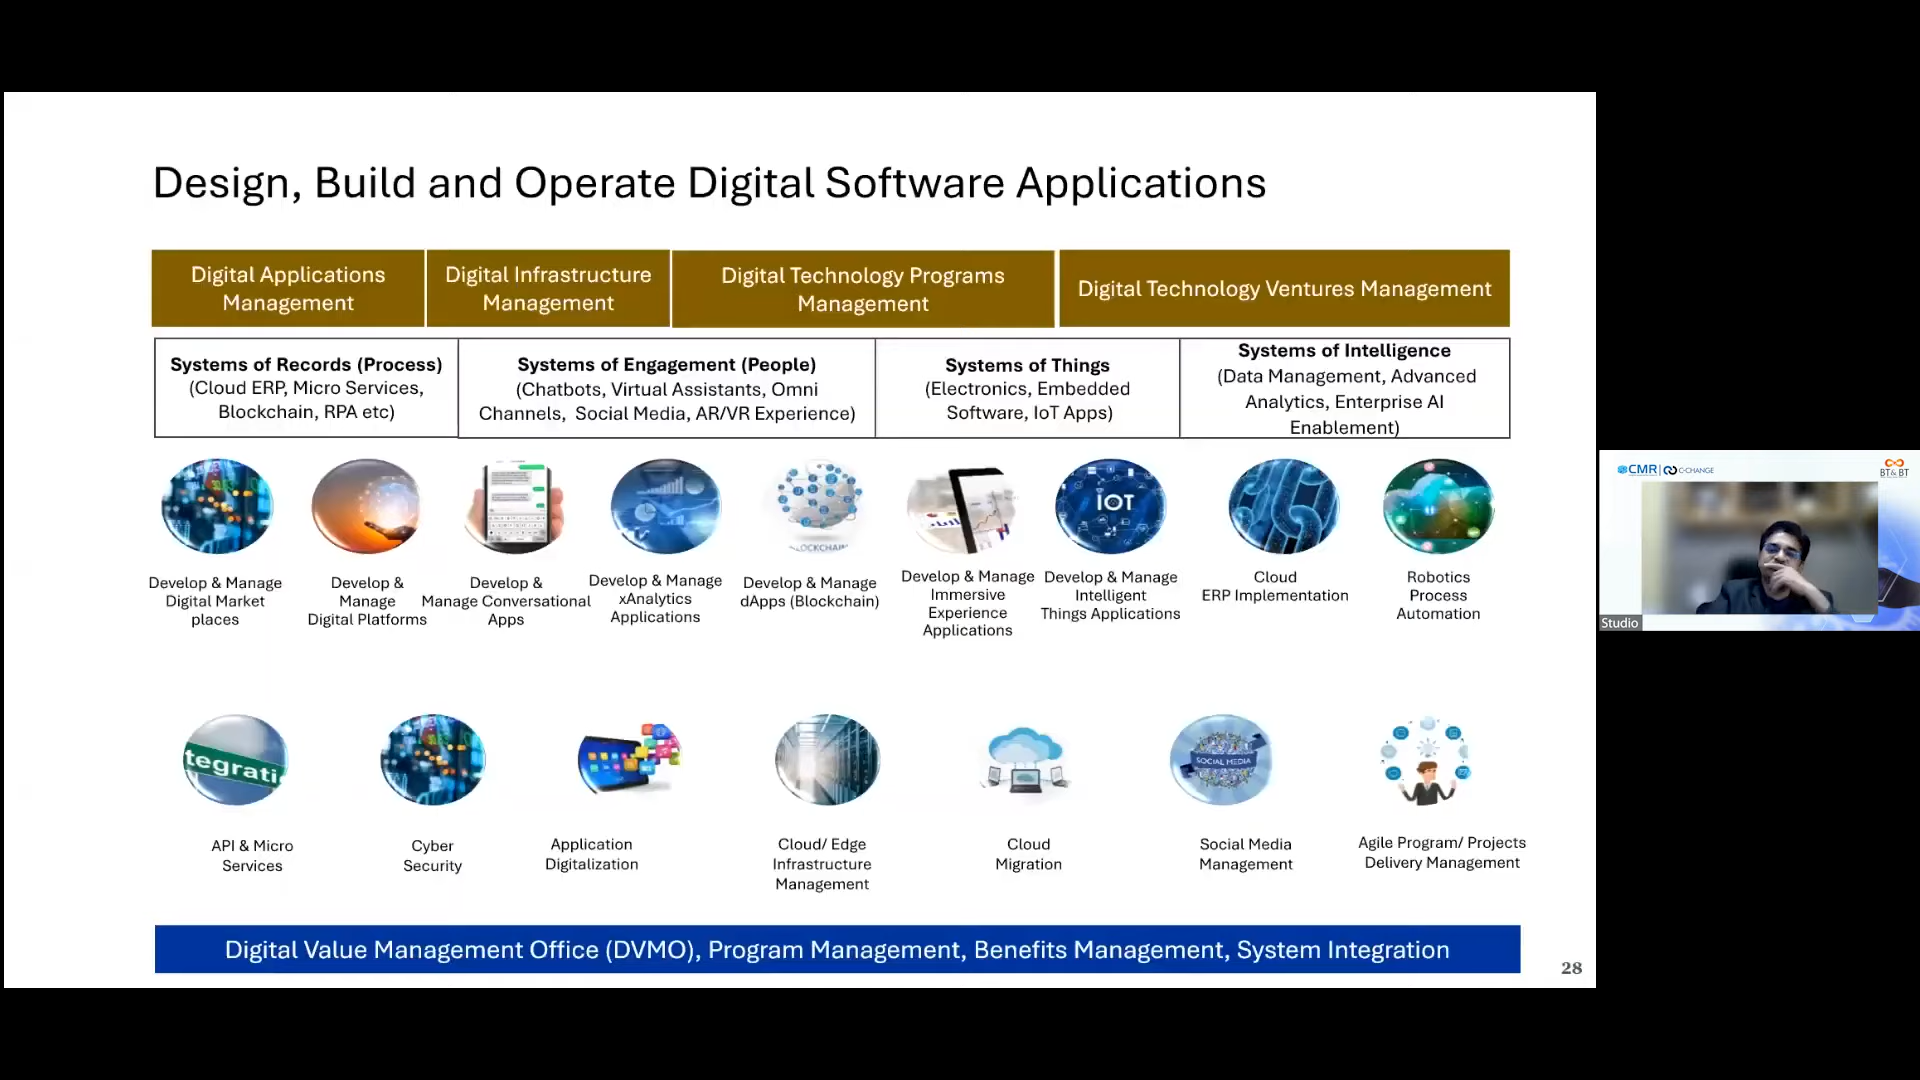 Design, Build and Operate Digital Software Applications
Digital Applications
Management
Digital Infrastructure
Management
Digital Technology Programs
Management
Digital Technology Ventures Management
Systems of Records (Process)
(Cloud ERP, Micro Services,
Blockchain, RPA etc)
Systems of Engagement (People)
(Chatbots, Virtual Assistants, Omni
Channels, Social Media, AR/VR Experience)
Systems of Things
(Electronics, Embedded
Software, IoT Apps)
Systems of Intelligence
(Data Management, Advanced
Analytics, Enterprise AI
Enablement)
LOCKCHAIN
IOT
Develop & Manage
Digital Market
places
Develop &
Manage
Digital Platforms
Develop &
Manage Conversational
Apps
Develop & Manage
xAnalytics
Applications
Develop & Manage
dApps (Blockchain)
Develop & Manage
Immersive
Experience
Applications
Develop & Manage
Intelligent
Things Applications
Cloud
ERP Implementation
Robotics
Process
Automation
tegrati
SOCIAL MEDIA
API & Micro
Services
Cyber
Security
Application
Digitalization
Cloud/ Edge
Infrastructure
Management
Cloud
Migration
Social Media
Management
Agile Program/ Projects
Delivery Management
Digital Value Management Office (DVMO), Program Management, Benefits Management, System Integration
28
CMR
C-CHANGE
BT& BT
Studio